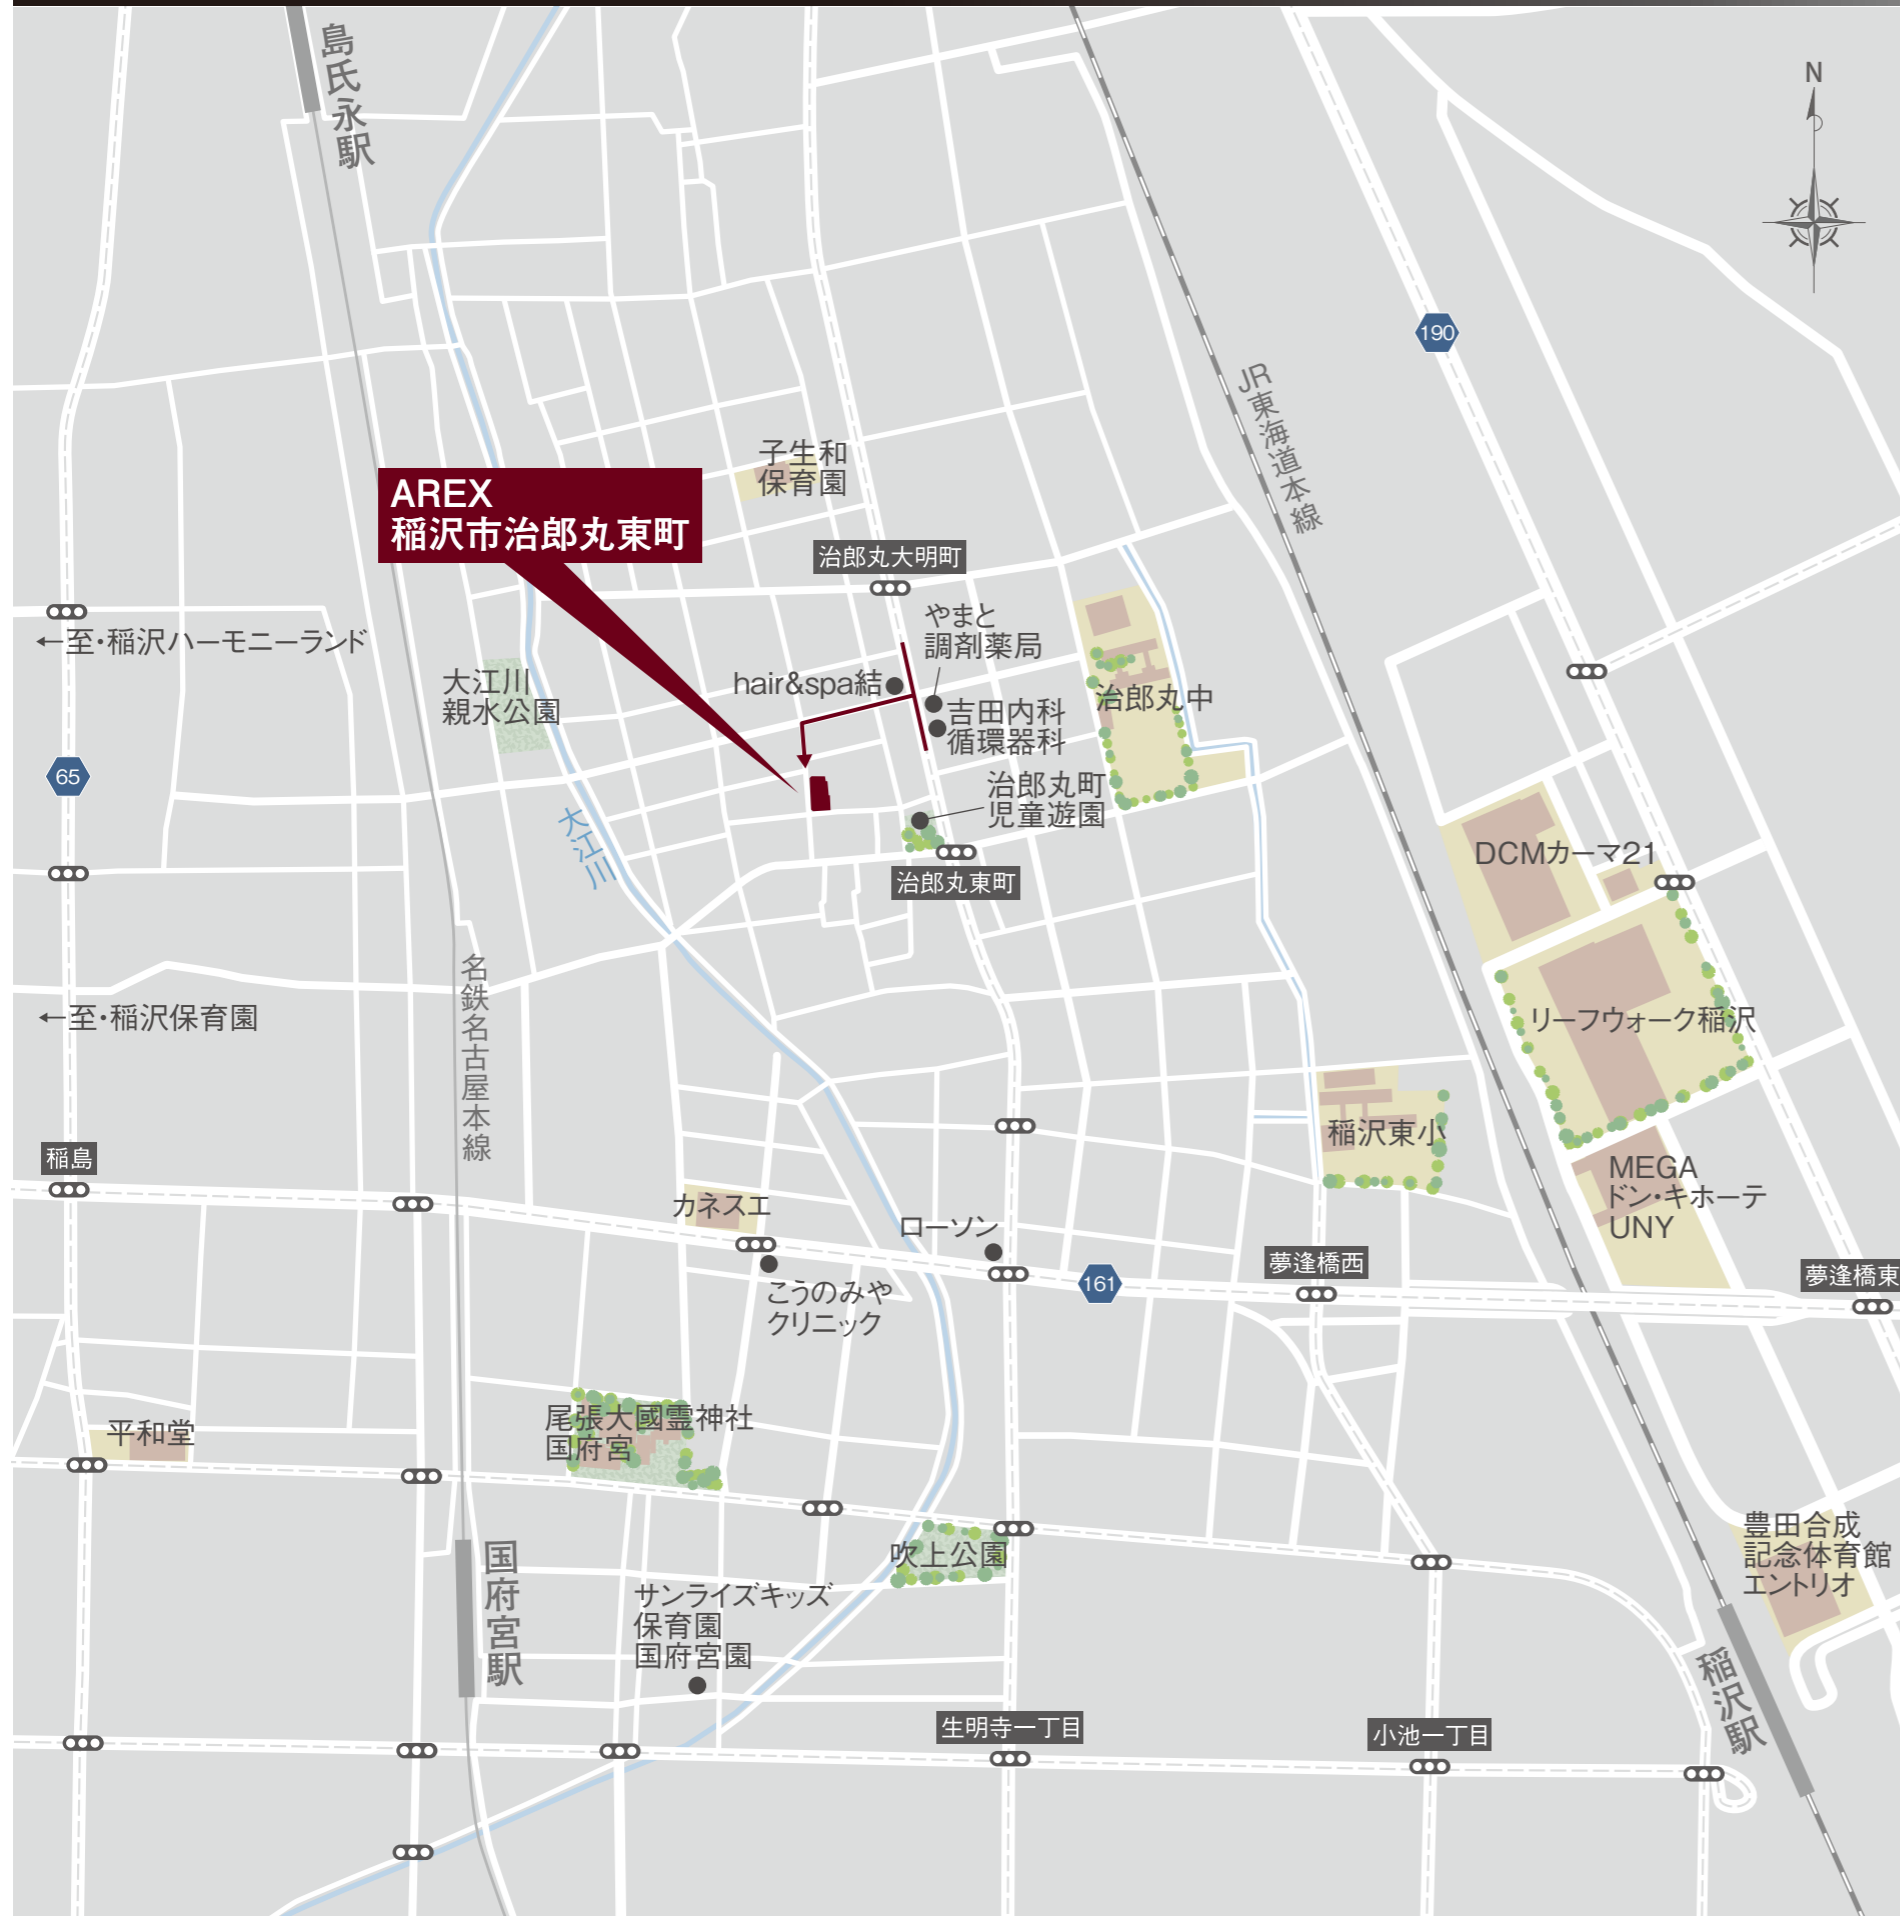 島氏永駅
N
190
JR東海道本線
子生和
保育園
AREX
稲沢市治郎丸東町
治郎丸大明町
やまと
調剤薬局
←至・稲沢ハーモニーランド
大江川
親水公園
hair&spa結
治郎丸中
吉田内科
循環器科
65
治郎丸町
児童遊園
大江川
DCMカーマ21
治郎丸東町
名鉄名古屋本線
←至・稲沢保育園
リーフウォーク稲沢
稲沢東小
稲島
MEGA
ドン・キホーテ
UNY
カネスエ
ローソン
夢逢橋西
夢逢橋東
161
こうのみや
クリニック
尾張大國霊神社
国府宮
平和堂
豊田合成
記念体育館
エントリオ
吹上公園
国府宮駅
サンライズキッズ
保育園
国府宮園
稲沢駅
生明寺一丁目
小池一丁目